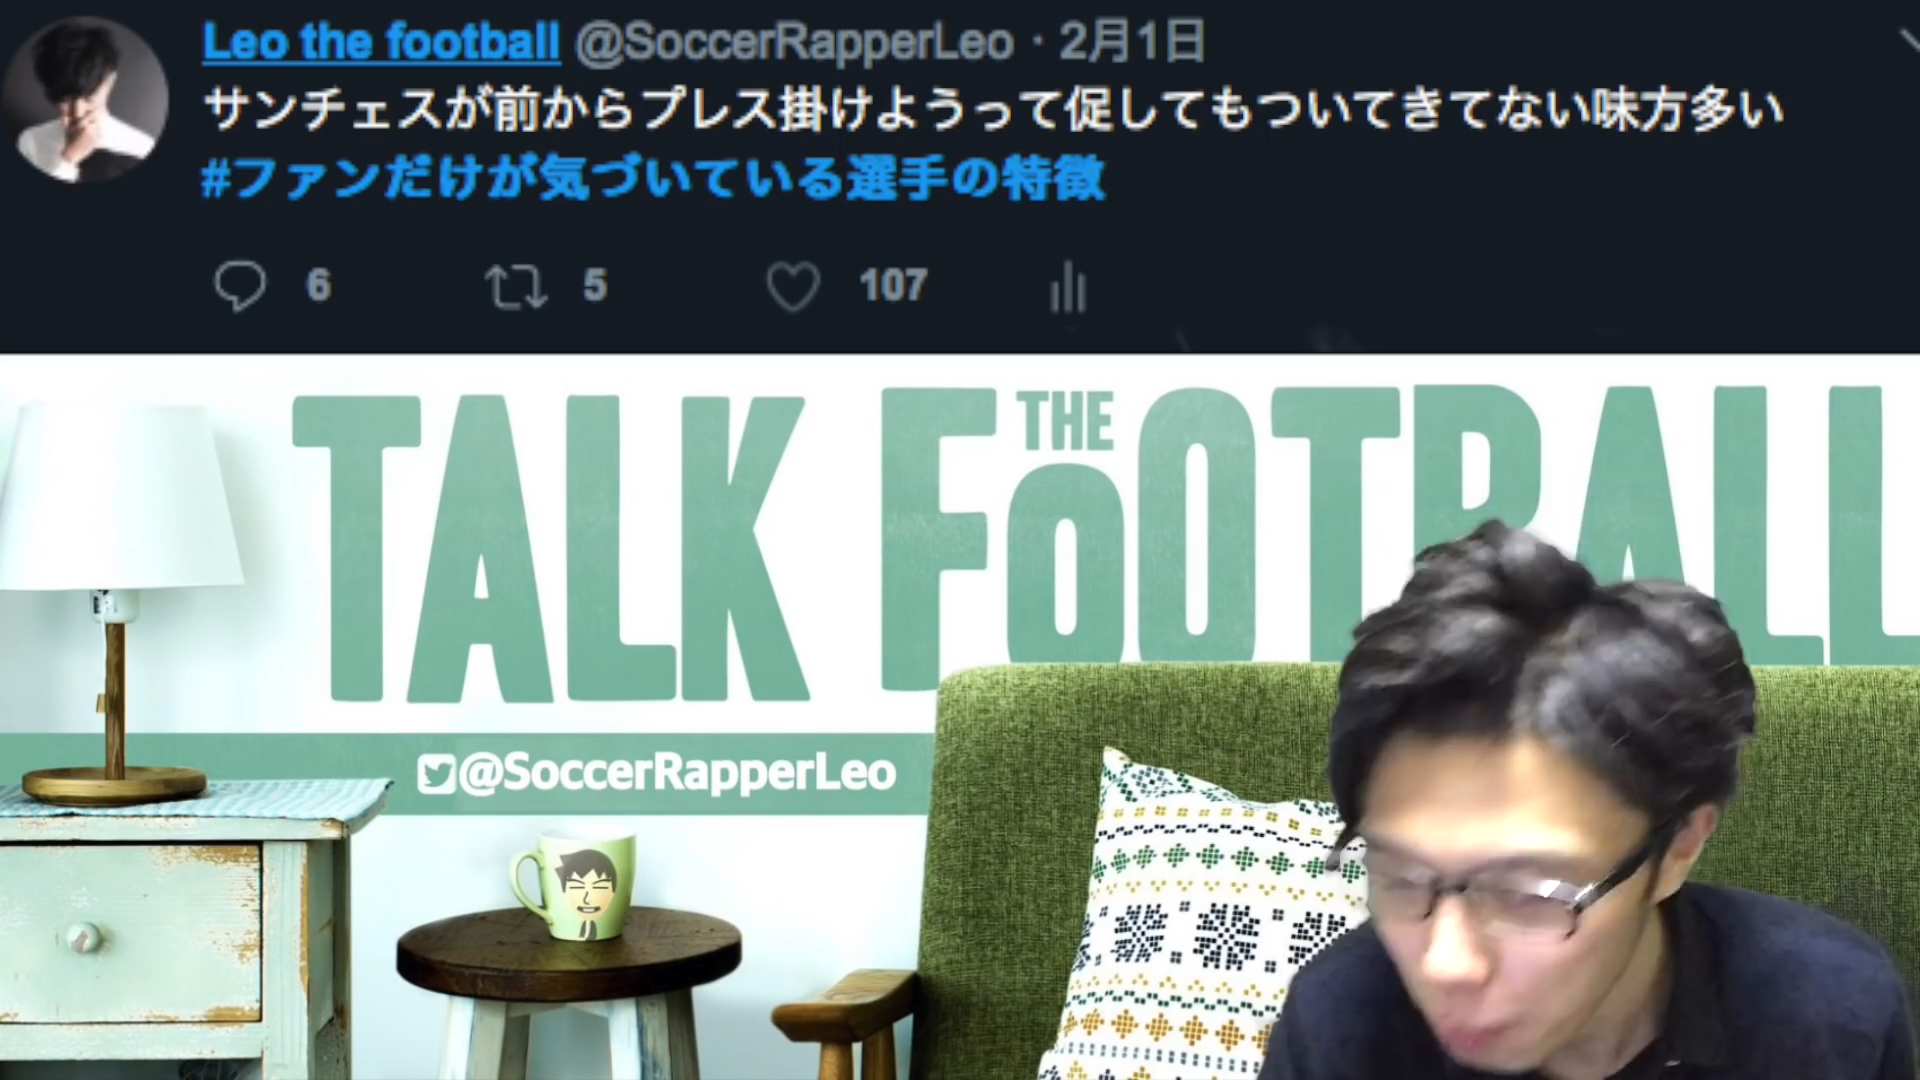 Leo the football @SoccerRapperLeo · 2月1日
サンチェスが前からプレス掛けようって促してもついてきてない味方多い
#ファンだけが気づいている選手の特徴
6 5 107
TALK THE FOOTBALL
@SoccerRapperLeo